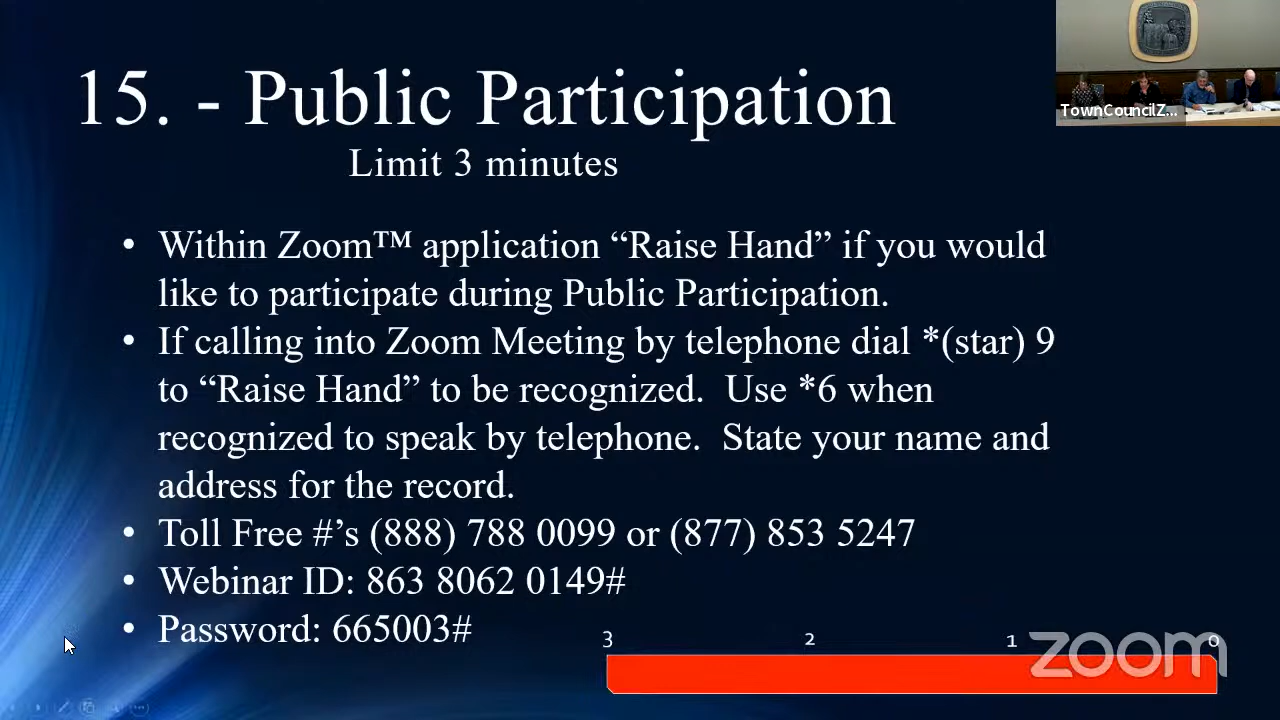 15. - Public Participation
Limit 3 minutes
TownCouncilZ...
• Within Zoom™ application “Raise Hand” if you would
like to participate during Public Participation.
• If calling into Zoom Meeting by telephone dial *(star) 9
to “Raise Hand” to be recognized.  Use *6 when
recognized to speak by telephone.  State your name and
address for the record.
• Toll Free #’s (888) 788 0099 or (877) 853 5247
• Webinar ID: 863 8062 0149#
• Password: 665003#
3 2 1 0
zoom